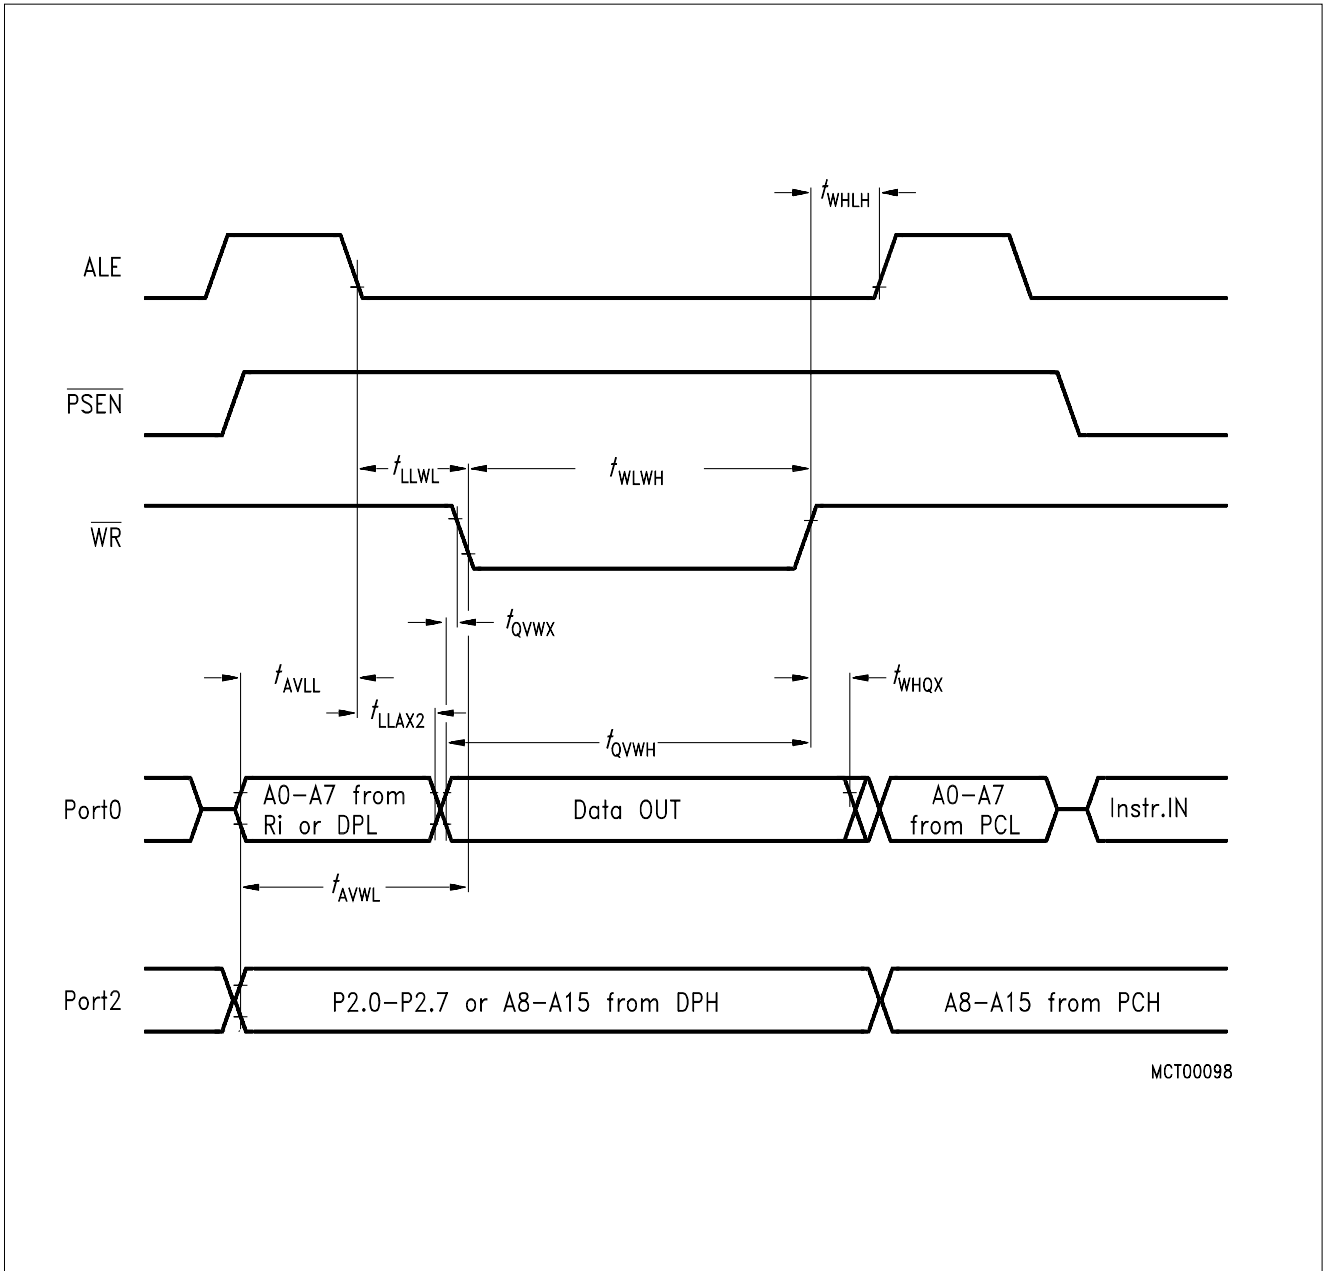 tWHLH
ALE
PSEN
tLLWL
tWLWH
WR
tQVWX
tAVLL
tWHQX
tLLAX2
tQVWH
Port0
A0-A7 from
Ri or DPL
Data OUT
A0-A7
from PCL
Instr.IN
tAVWL
Port2
P2.0-P2.7 or A8-A15 from DPH
A8-A15 from PCH
MCT00098